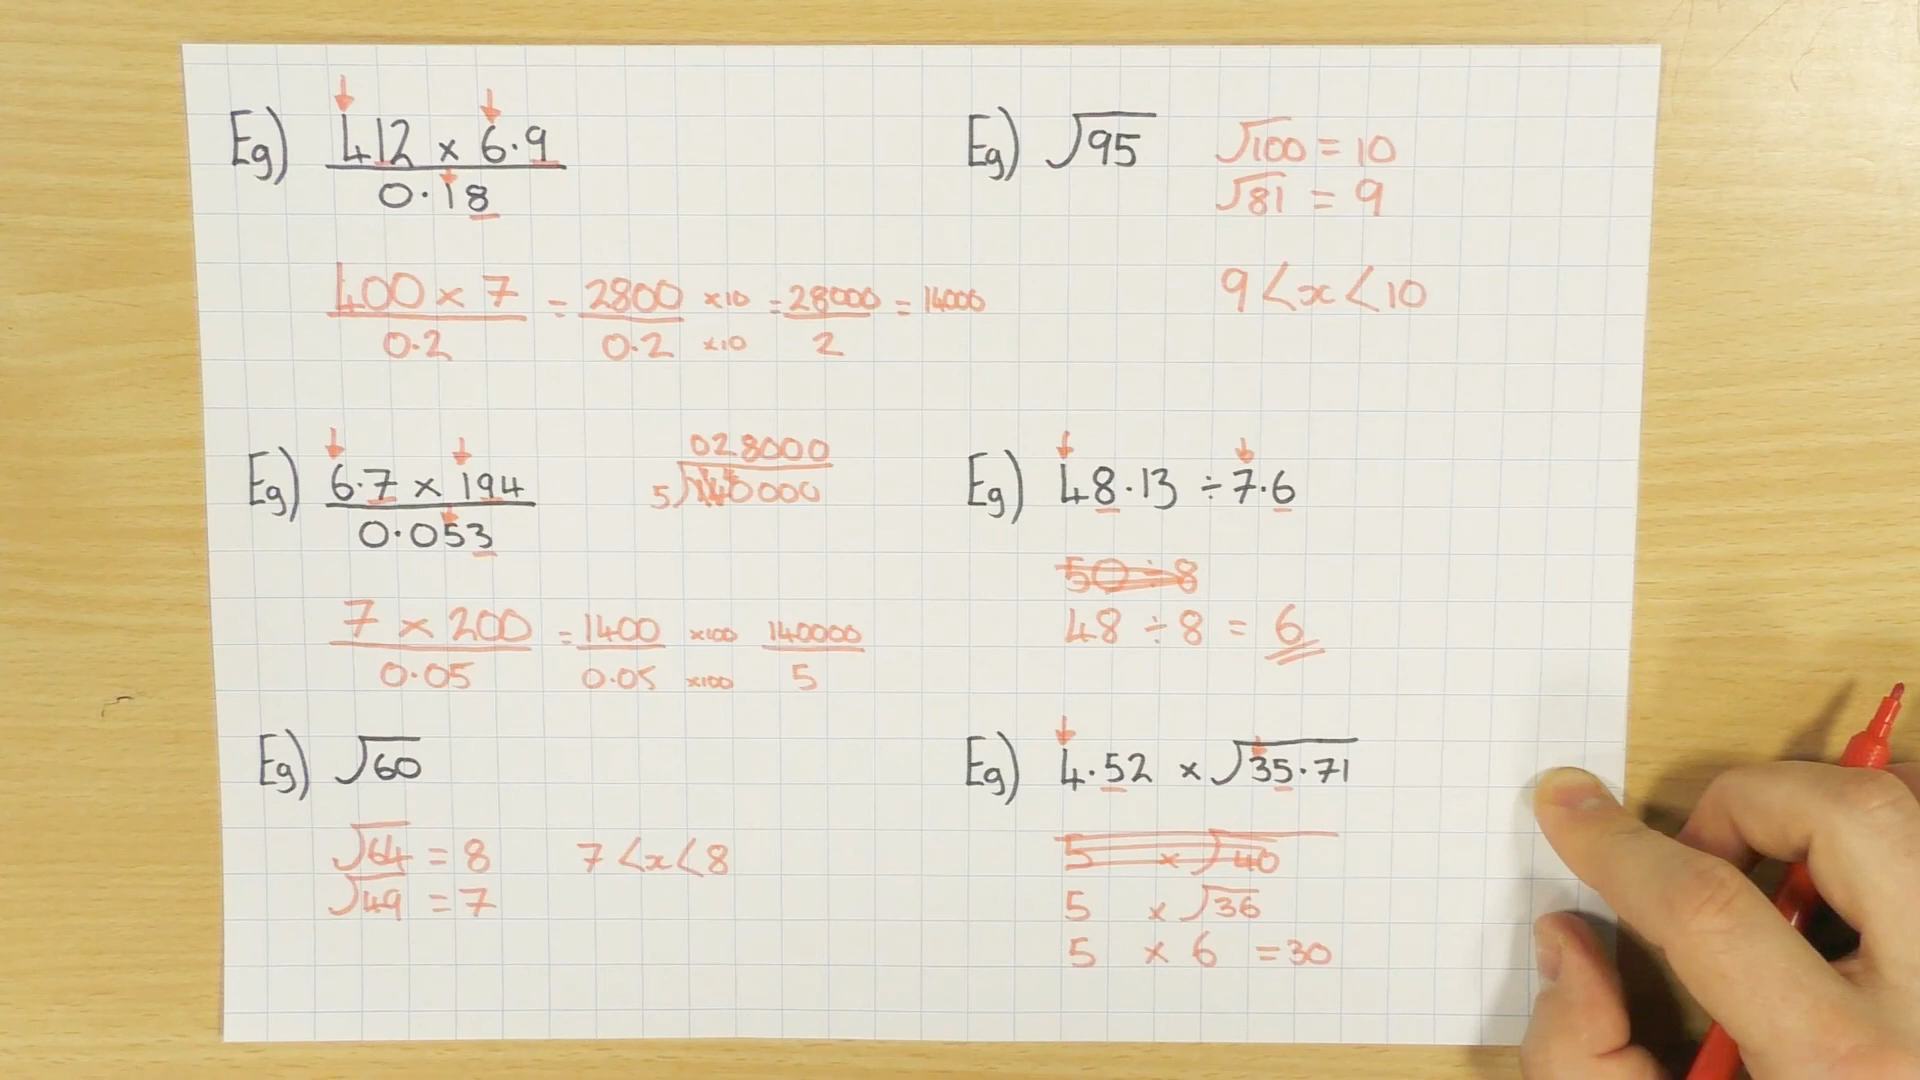 Eg) 412 × 6.9
0.18
400 × 7 = 2800 ×10 = 28000 = 14000
0.2 0.2 ×10 2
Eg) √95 √100 = 10
√81 = 9
9 < x < 10
Eg) 6.7 × 194
0.053
028000
5)140000
7 × 200 = 1400 ×100 140000
0.05 0.05 ×100 5
Eg) 48.13 ÷ 7.6
50 ÷ 8
48 ÷ 8 = 6
Eg) √60
√64 = 8 7 < x < 8
√49 = 7
Eg) 4.52 × √35.71
5 × √40
5 × √36
5 × 6 = 30